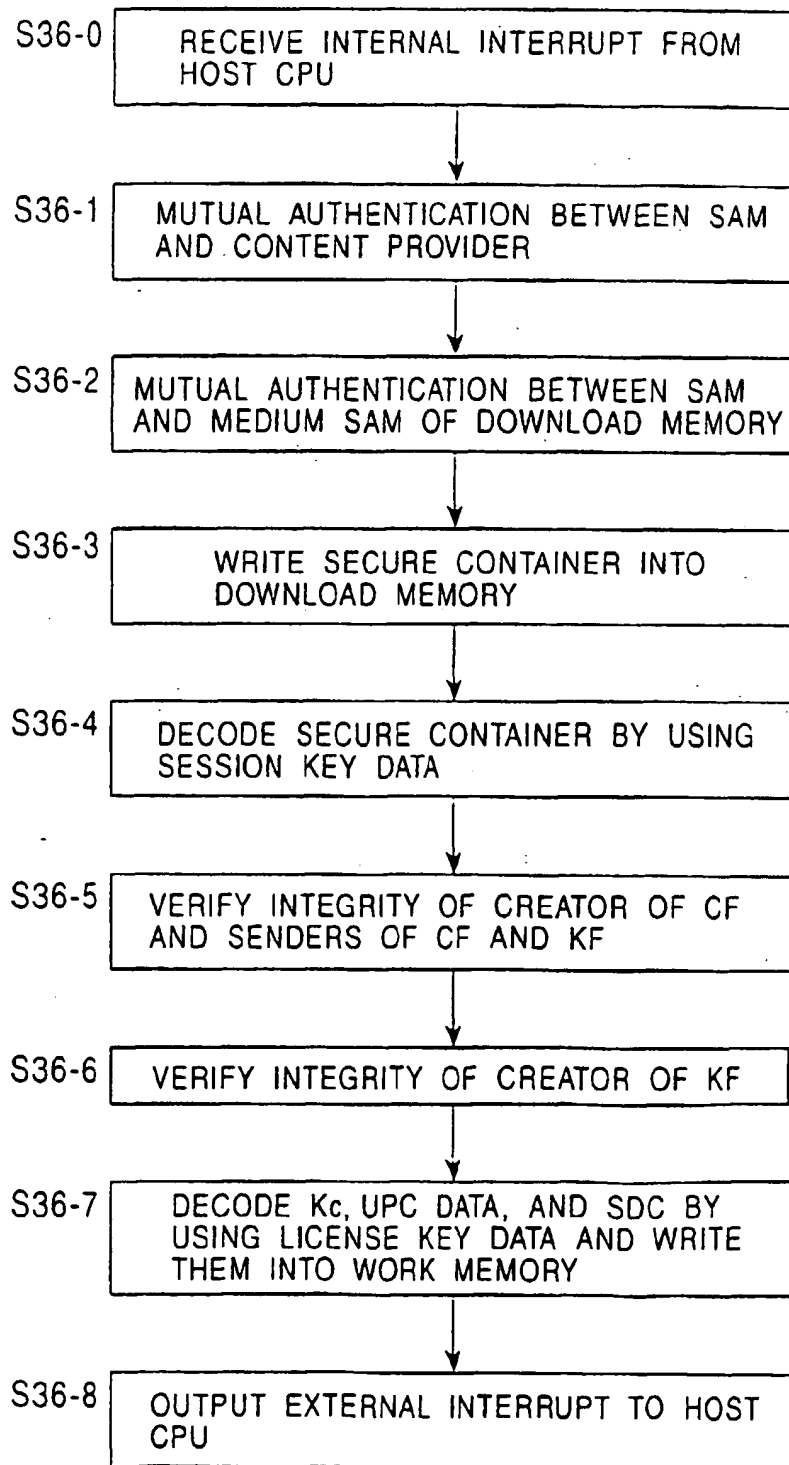 S36-0
RECEIVE INTERNAL INTERRUPT FROM
HOST CPU
S36-1
MUTUAL AUTHENTICATION BETWEEN SAM
AND CONTENT PROVIDER
S36-2
MUTUAL AUTHENTICATION BETWEEN SAM
AND MEDIUM SAM OF DOWNLOAD MEMORY
S36-3
WRITE SECURE CONTAINER INTO
DOWNLOAD MEMORY
S36-4
DECODE SECURE CONTAINER BY USING
SESSION KEY DATA
S36-5
VERIFY INTEGRITY OF CREATOR OF CF
AND SENDERS OF CF AND KF
S36-6
VERIFY INTEGRITY OF CREATOR OF KF
S36-7
DECODE Kc, UPC DATA, AND SDC BY
USING LICENSE KEY DATA AND WRITE
THEM INTO WORK MEMORY
S36-8
OUTPUT EXTERNAL INTERRUPT TO HOST
CPU